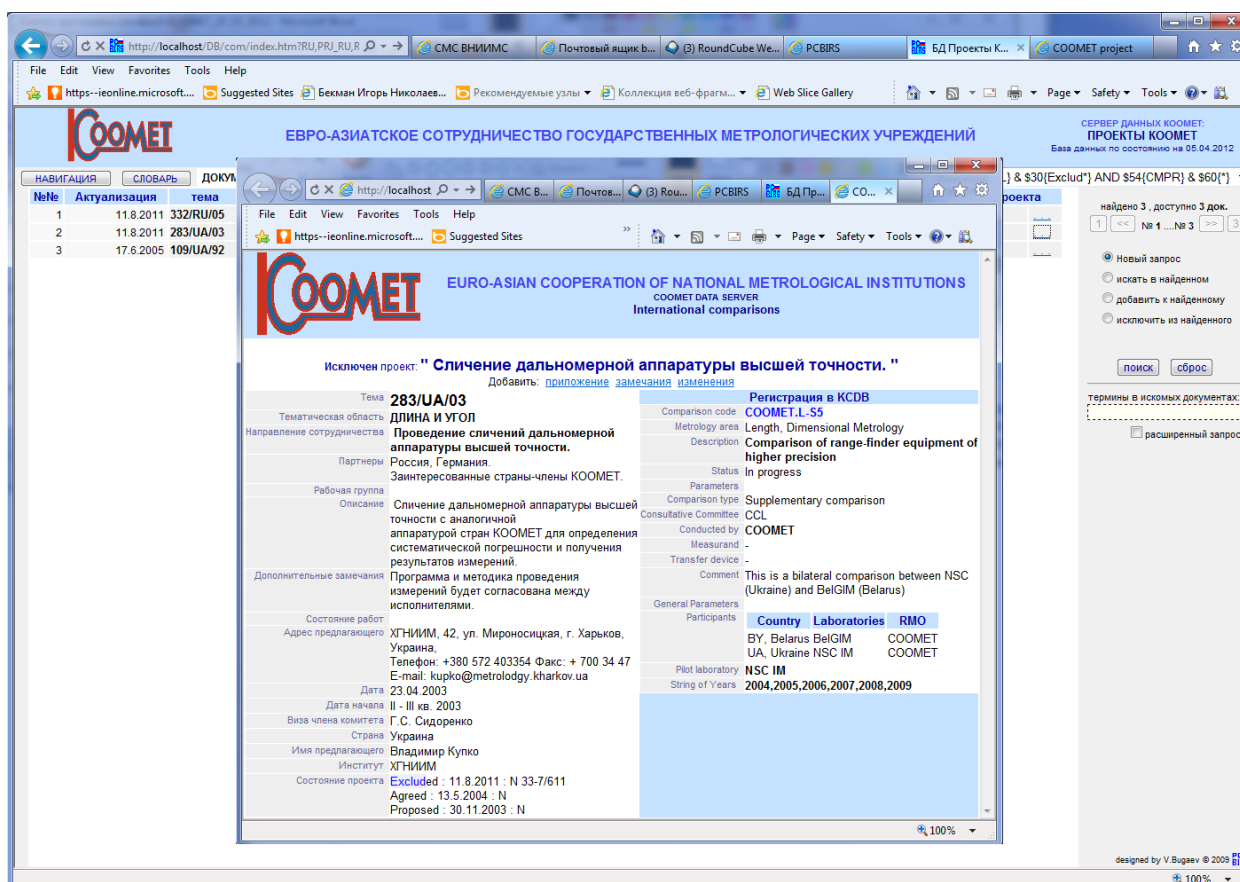 http://localhost/DB/com/index.htm?RU,PRJ_RU,R
СМС ВНИИМС
Почтовый ящик b...
(3) RoundCube We...
PCBIRS
БД Проекты К...
COOMET project
File Edit View Favorites Tools Help
https--ieonline.microsoft....
Suggested Sites
Бекман Игорь Николаев...
Рекомендуемые узлы
Коллекция веб-фрагм...
Web Slice Gallery
Page Safety Tools
COOMET
ЕВРО-АЗИАТСКОЕ СОТРУДНИЧЕСТВО ГОСУДАРСТВЕННЫХ МЕТРОЛОГИЧЕСКИХ УЧРЕЖДЕНИЙ
СЕРВЕР ДАННЫХ КООМЕТ:
ПРОЕКТЫ КООМЕТ
База данных по состоянию на 05.04.2012
НАВИГАЦИЯ СЛОВАРЬ ДОКУМ
.} & $30{Exclud*} AND $54{CMPR} & $60{*}
№№ Актуализация тема
роекта
1 11.8.2011 332/RU/05
2 11.8.2011 283/UA/03
3 17.6.2005 109/UA/92
найдено 3 , доступно 3 док.
1 << № 1 ....№ 3 >> 3
Новый запрос
искать в найденном
добавить к найденному
исключить из найденного
поиск сброс
термины в искомых документах:
расширенный запрос
http://localhost
СМС В...
Почтов...
(3) Rou...
PCBIRS
БД Пр...
CO...
File Edit View Favorites Tools Help
https--ieonline.microsoft....
Suggested Sites
Page Safety Tools
COOMET
EURO-ASIAN COOPERATION OF NATIONAL METROLOGICAL INSTITUTIONS
COOMET DATA SERVER
International comparisons
Исключен проект: " Сличение дальномерной аппаратуры высшей точности. "
Добавить: приложение замечания изменения
Тема 283/UA/03
Тематическая область ДЛИНА И УГОЛ
Направление сотрудничества Проведение сличений дальномерной
аппаратуры высшей точности.
Партнеры Россия, Германия.
Заинтересованные страны-члены КООМЕТ.
Рабочая группа
Описание Сличение дальномерной аппаратуры высшей
точности с аналогичной
аппаратурой стран КООМЕТ для определения
систематической погрешности и получения
результатов измерений.
Дополнительные замечания Программа и методика проведения
измерений будет согласована между
исполнителями.
Состояние работ
Адрес предлагающего ХГНИИМ, 42, ул. Мироносицкая, г. Харьков,
Украина,
Телефон: +380 572 403354 Факс: + 700 34 47
E-mail: kupko@metrolodgy.kharkov.ua
Дата 23.04.2003
Дата начала II - III кв. 2003
Виза члена комитета Г.С. Сидоренко
Страна Украина
Имя предлагающего Владимир Купко
Институт ХГНИИМ
Состояние проекта Excluded : 11.8.2011 : N 33-7/611
Agreed : 13.5.2004 : N
Proposed : 30.11.2003 : N
Регистрация в KCDB
Comparison code COOMET.L-S5
Metrology area Length, Dimensional Metrology
Description Comparison of range-finder equipment of
higher precision
Status In progress
Parameters
Comparison type Supplementary comparison
Consultative Committee CCL
Conducted by COOMET
Measurand -
Transfer device -
Comment This is a bilateral comparison between NSC
(Ukraine) and BelGIM (Belarus)
General Parameters
Participants Country Laboratories RMO
BY, Belarus BelGIM COOMET
UA, Ukraine NSC IM COOMET
Pilot laboratory NSC IM
String of Years 2004,2005,2006,2007,2008,2009
100%
designed by V.Bugaev © 2009
100%